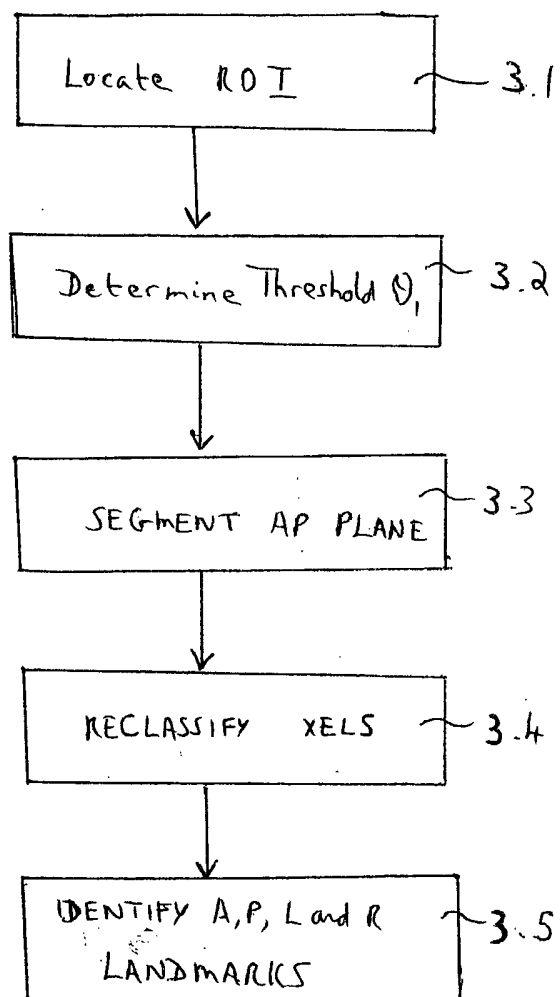 Locate ROI 3.1
Determine Threshold θ₁ 3.2
SEGMENT AP PLANE 3.3
RECLASSIFY XELS 3.4
IDENTIFY A, P, L and R 3.5
LANDMARKS